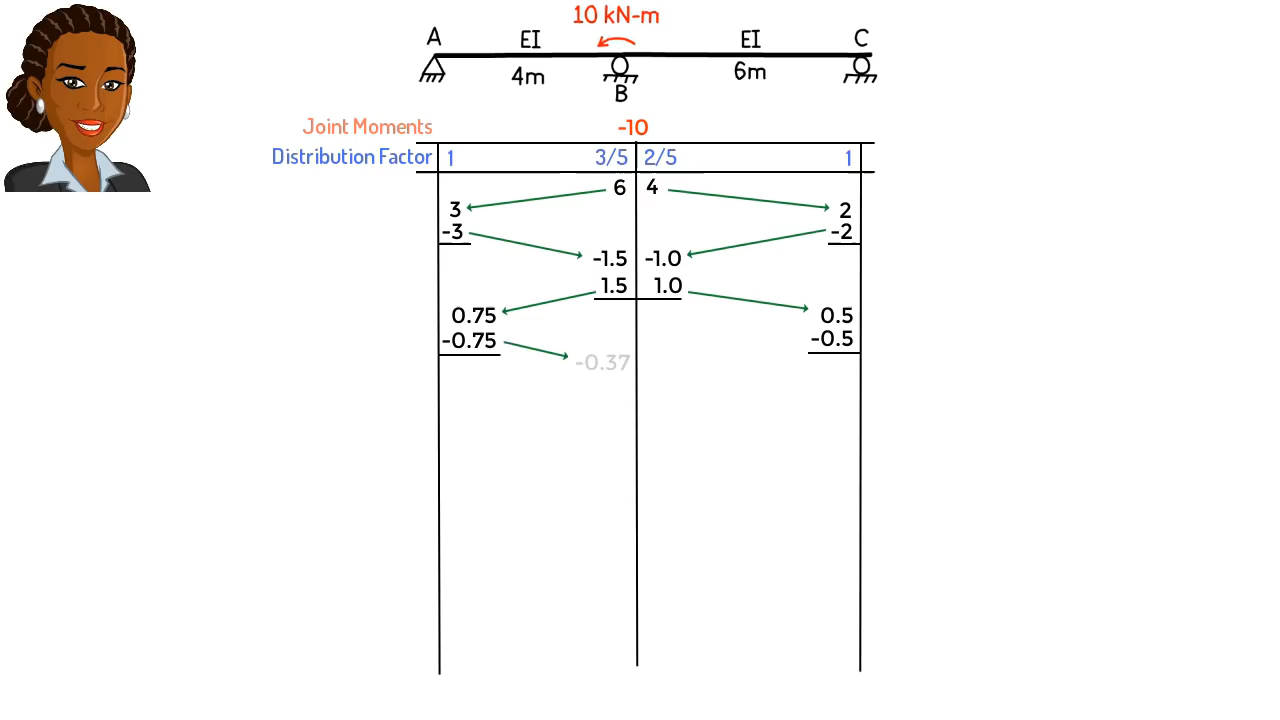 10 kN-m
A EI EI C
4m 6m
B
Joint Moments -10
Distribution Factor 1 3/5 2/5 1
6 4
3 2
-3 -2
-1.5 -1.0
1.5 1.0
0.75 0.5
-0.75 -0.5
-0.37